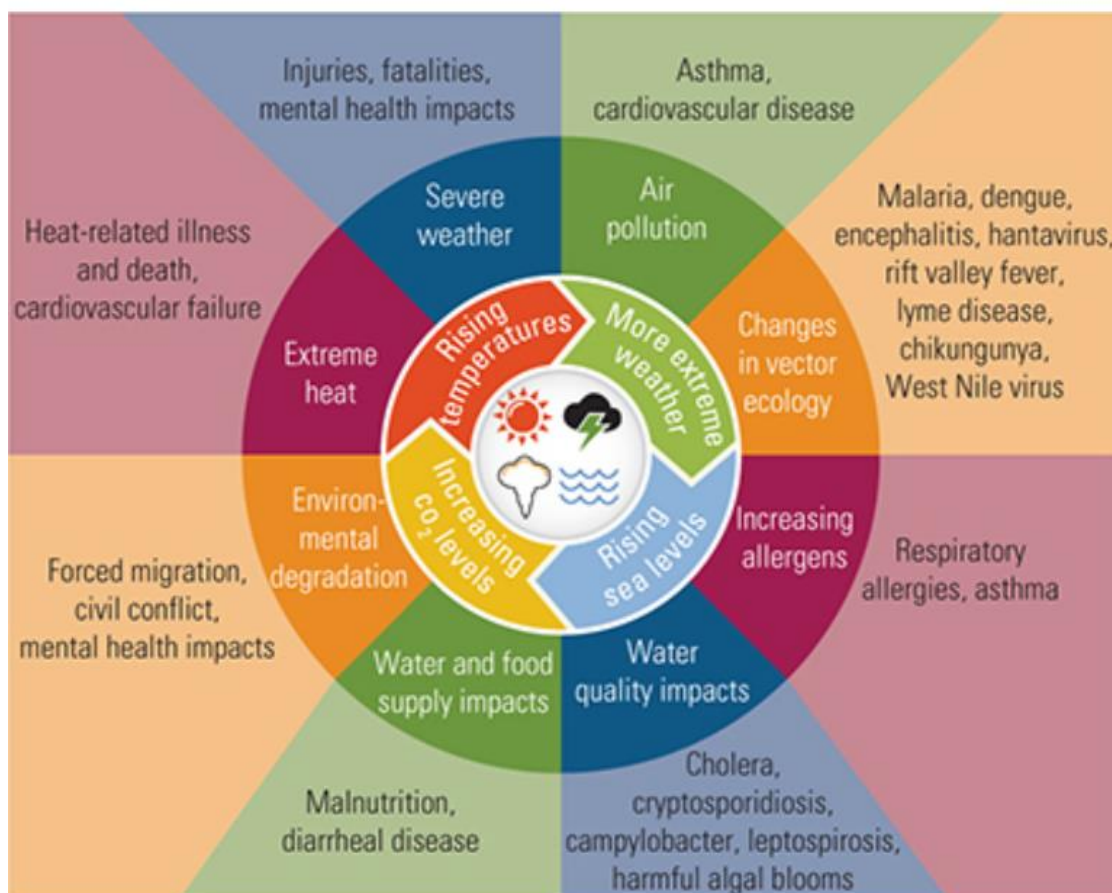 Injuries, fatalities,
mental health impacts
Asthma,
cardiovascular disease
Severe
weather
Air
pollution
Heat-related illness
and death,
cardiovascular failure
Malaria, dengue,
encephalitis, hantavirus,
rift valley fever,
lyme disease,
chikungunya,
West Nile virus
Extreme
heat
Rising
temperatures
More extreme
weather
Changes
in vector
ecology
Environ-
mental
degradation
Increasing
CO₂ levels
Rising
sea levels
Increasing
allergens
Forced migration,
civil conflict,
mental health impacts
Respiratory
allergies, asthma
Water and food
supply impacts
Water
quality impacts
Malnutrition,
diarrheal disease
Cholera,
cryptosporidiosis,
campylobacter, leptospirosis,
harmful algal blooms